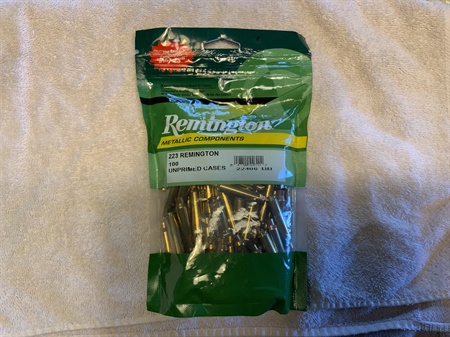 Remington
METALLIC COMPONENTS
223 REMINGTON
100
UNPRIMED CASES